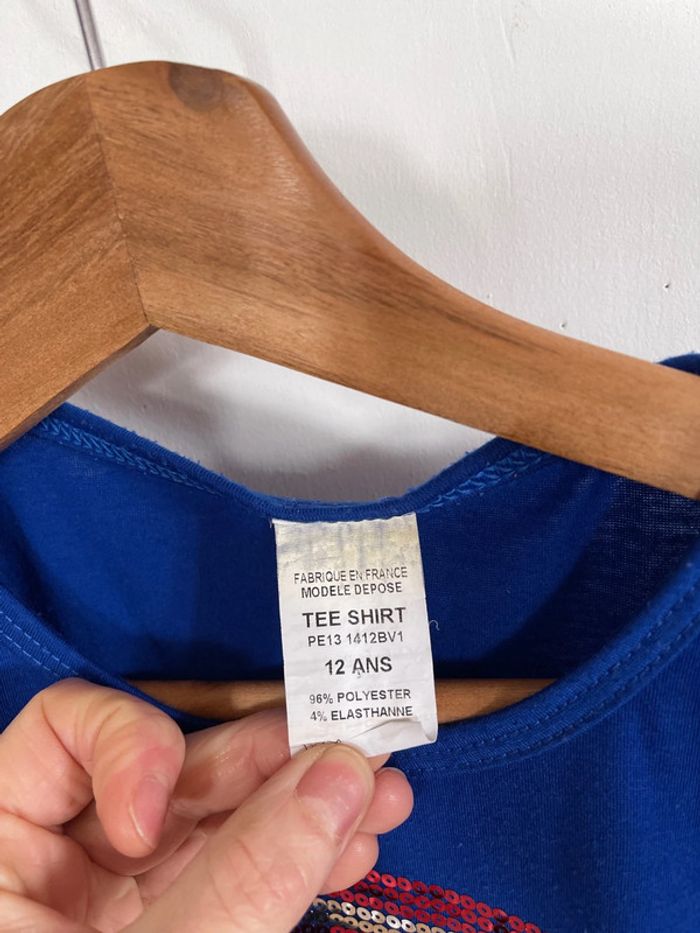 FABRIQUE EN FRANCE
MODELE DEPOSE
TEE SHIRT
PE13 1412BV1
12 ANS
96% POLYESTER
4% ELASTHANNE